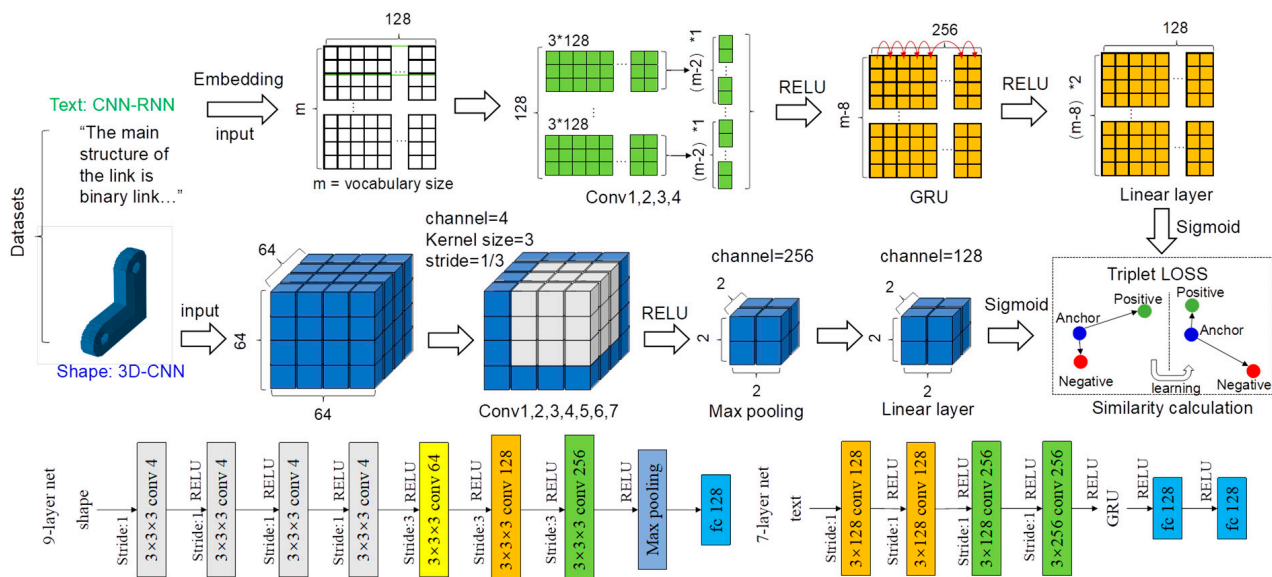 Datasets
Text: CNN-RNN
“The main
structure of
the link is
binary link…”
Shape: 3D-CNN
Embedding
input
128
m
...
m = vocabulary size
3*128
128
3*128
(m-2) *1
(m-2) *1
Conv1,2,3,4
RELU
256
m-8
GRU
RELU
128
(m-8) *2
Linear layer
Sigmoid
input
64
64
64
channel=4
Kernel size=3
stride=1/3
Conv1,2,3,4,5,6,7
RELU
channel=256
2
2
2
Max pooling
channel=128
2
2
2
Linear layer
Sigmoid
Triplet LOSS
Positive
Anchor
Negative
Positive
Anchor
Negative
learning
Similarity calculation
9-layer net
shape
Stride:1
3×3×3 conv 4
Stride:1 RELU
3×3×3 conv 4
Stride:1 RELU
3×3×3 conv 4
Stride:1 RELU
3×3×3 conv 4
Stride:3 RELU
3×3×3 conv 64
Stride:3 RELU
3×3×3 conv 128
Stride:3 RELU
3×3×3 conv 256
RELU
Max pooling
fc 128
7-layer net
text
Stride:1
3×128 conv 128
Stride:1 RELU
3×128 conv 128
Stride:1 RELU
3×128 conv 256
Stride:1 RELU
3×256 conv 256
RELU
GRU
RELU
fc 128
RELU
fc 128